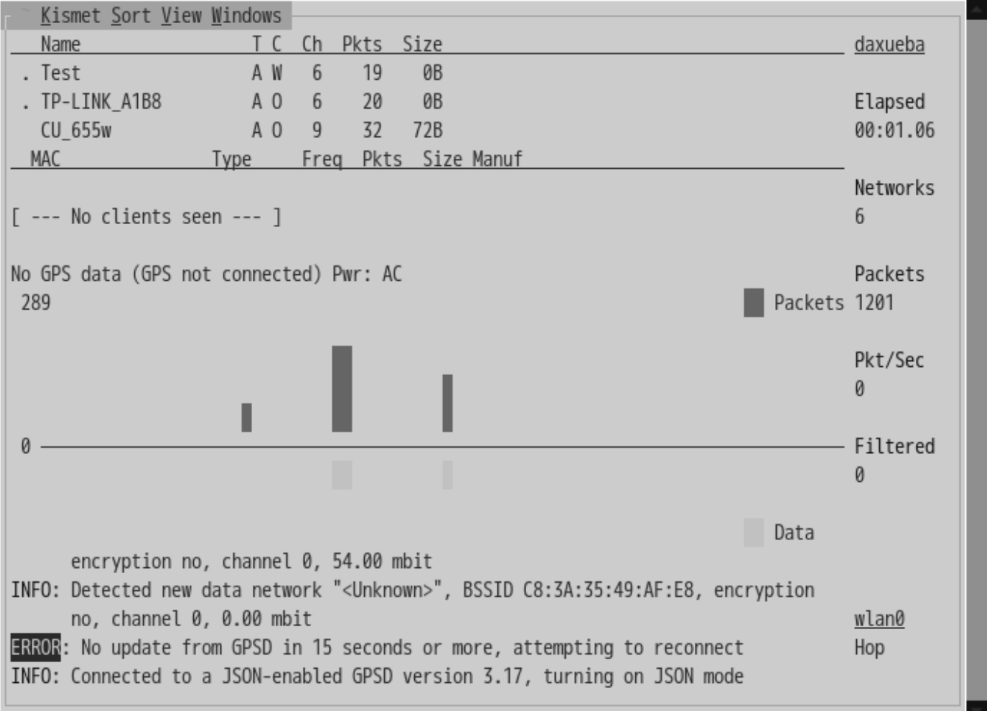 ~ Kismet Sort View Windows
Name T C Ch Pkts Size daxueba
. Test A W 6 19 0B
. TP-LINK_A1B8 A O 6 20 0B Elapsed
CU_655w A O 9 32 72B 00:01.06
MAC Type Freq Pkts Size Manuf
Networks
[ --- No clients seen --- ] 6
No GPS data (GPS not connected) Pwr: AC Packets
289 Packets 1201
Pkt/Sec
0
0 Filtered
0
Data
encryption no, channel 0, 54.00 mbit
INFO: Detected new data network "<Unknown>", BSSID C8:3A:35:49:AF:E8, encryption
no, channel 0, 0.00 mbit wlan0
ERROR: No update from GPSD in 15 seconds or more, attempting to reconnect Hop
INFO: Connected to a JSON-enabled GPSD version 3.17, turning on JSON mode